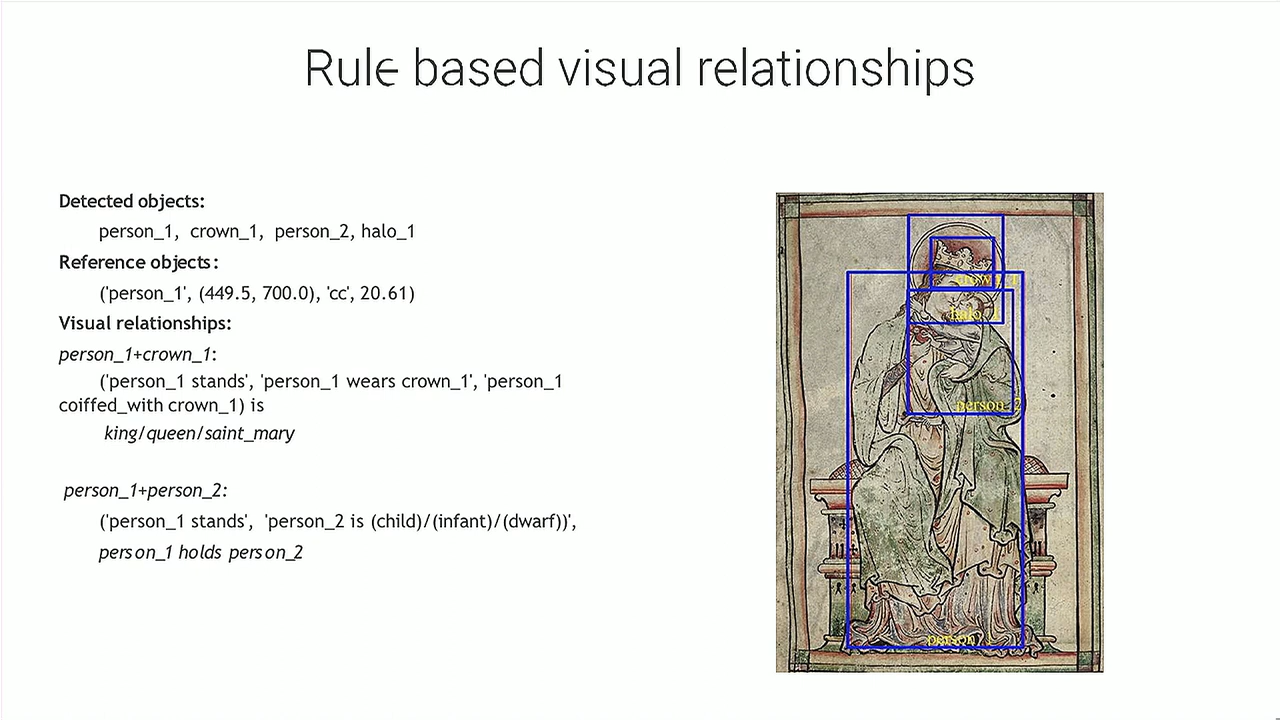 Rule based visual relationships
Detected objects:
person_1, crown_1, person_2, halo_1
Reference objects:
('person_1', (449.5, 700.0), 'cc', 20.61)
Visual relationships:
person_1+crown_1:
('person_1 stands', 'person_1 wears crown_1', 'person_1
coiffed_with crown_1) is
king/queen/saint_mary
person_1+person_2:
('person_1 stands', 'person_2 is (child)/(infant)/(dwarf))',
person_1 holds person_2
halo_1
person_2
person_1